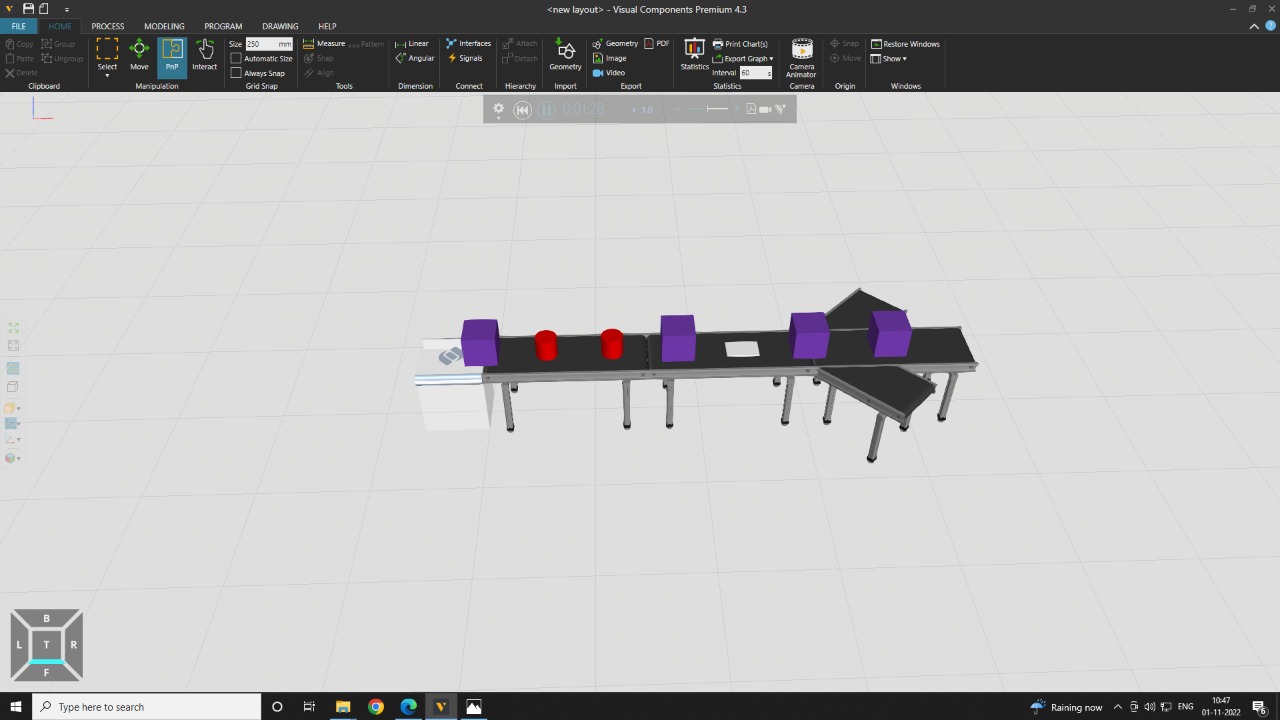 <new layout> - Visual Components Premium 4.3
FILE HOME PROCESS MODELING PROGRAM DRAWING HELP
Copy Group
Paste Ungroup
Delete
Clipboard
Select Move PnP Interact
Manipulation
Size 250 mm
Automatic Size
Always Snap
Grid Snap
Measure Pattern
Snap
Align
Tools
Linear
Angular
Dimension
Interfaces
Signals
Connect
Attach
Detach
Hierarchy
Geometry
Import
Geometry PDF
Image
Video
Export
Statistics
Print Chart(s)
Export Graph
Interval 60 s
Statistics
Camera
Animator
Camera
Snap
Move
Origin
Restore Windows
Show
Windows
0:01:28 x 1.0
B
L T R
F
Type here to search
Raining now
ENG
10:47
01-11-2022
6